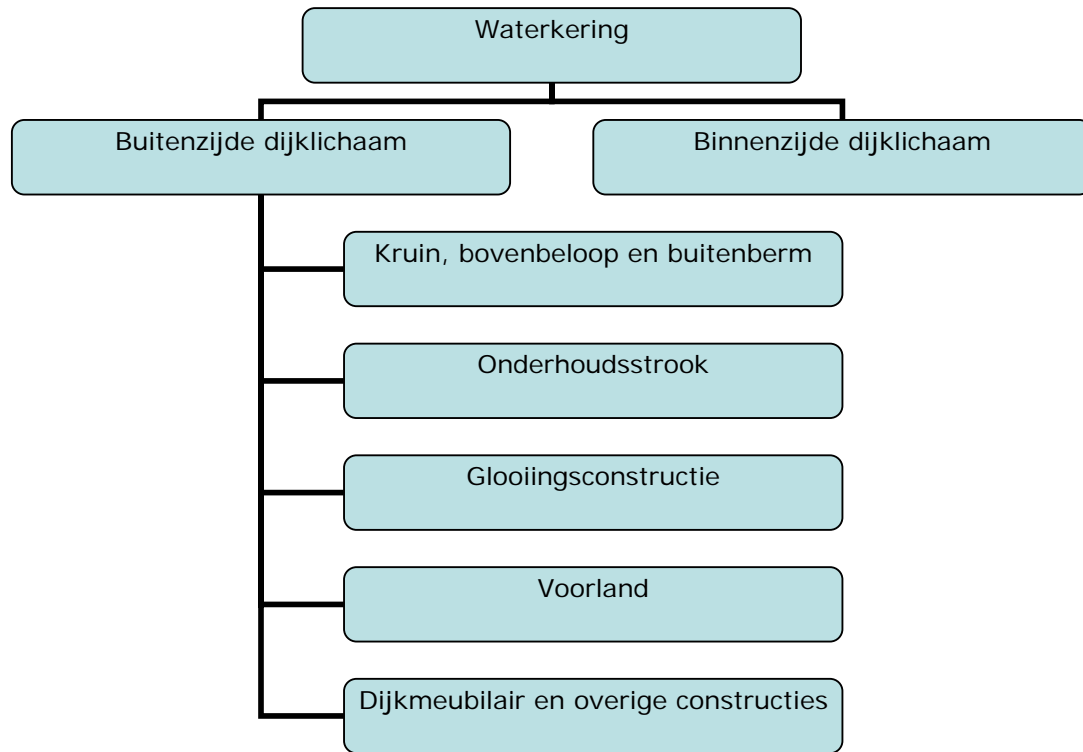 Waterkering
Buitenzijde dijklichaam
Binnenzijde dijklichaam
Kruin, bovenbeloop en buitenberm
Onderhoudsstrook
Glooiingsconstructie
Voorland
Dijkmeubilair en overige constructies